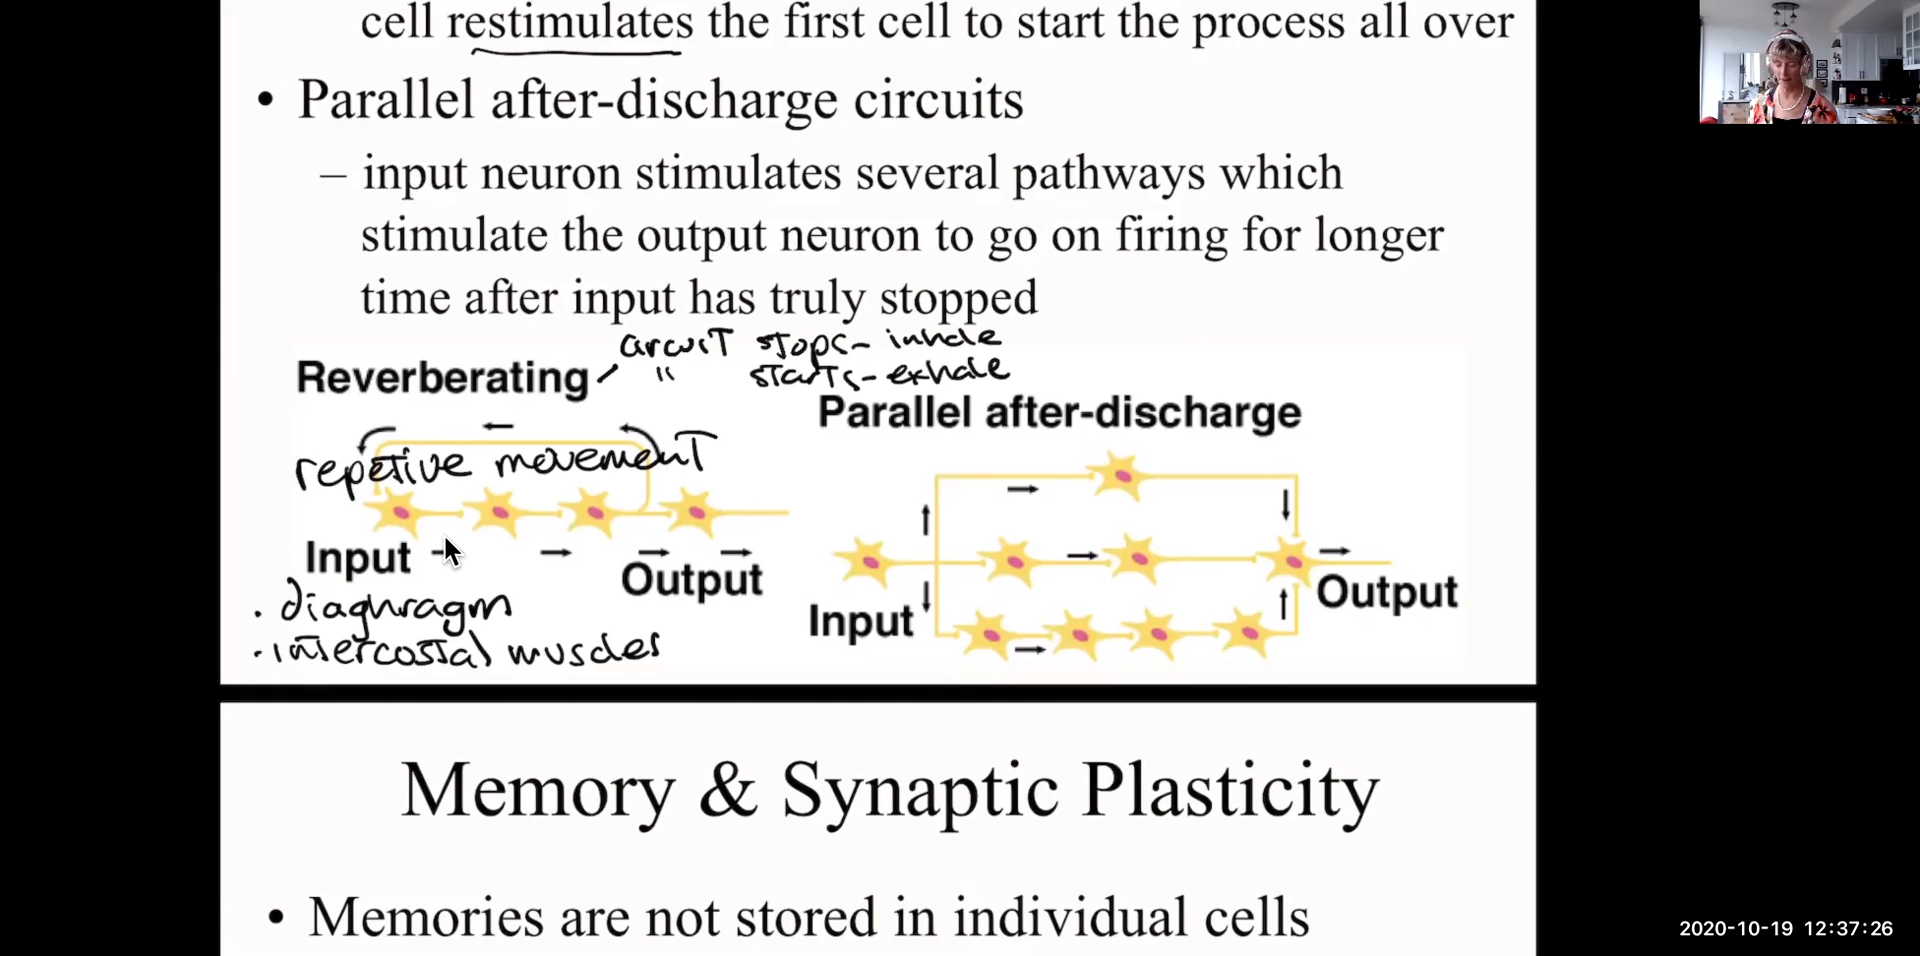 cell restimulates the first cell to start the process all over
• Parallel after-discharge circuits
– input neuron stimulates several pathways which
stimulate the output neuron to go on firing for longer
time after input has truly stopped
circuit stops- inhale
Reverberating
" starts-exhale
Parallel after-discharge
repetive movement
Input
Output
Output
Input
. diaghragm
. intercostal muscles
Memory & Synaptic Plasticity
• Memories are not stored in individual cells
2020-10-19 12:37:26